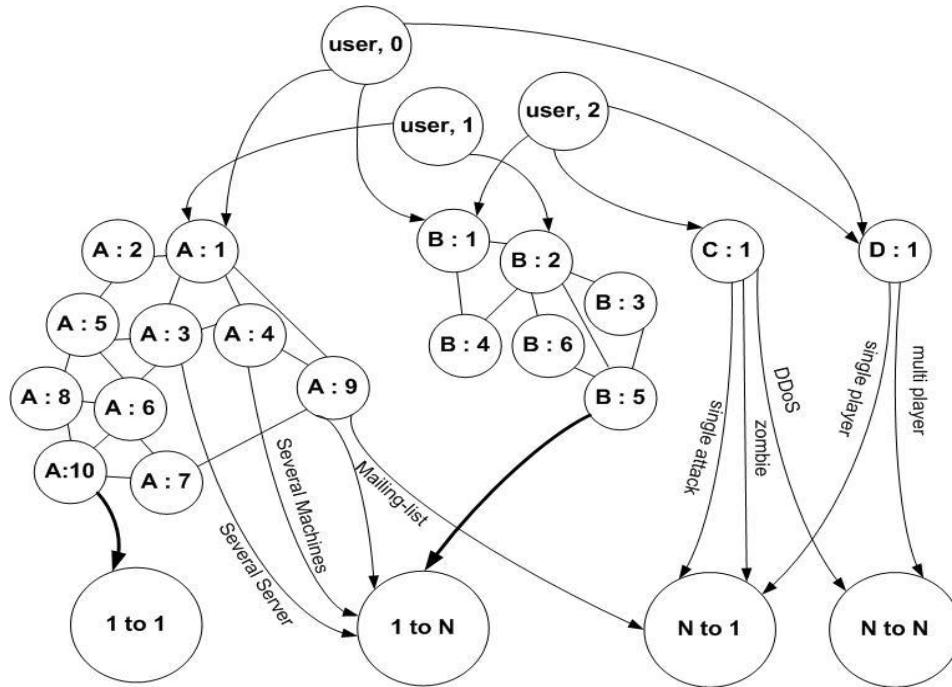 user, 0
user, 1
user, 2
A : 2
A : 1
B : 1
B : 2
C : 1
D : 1
B : 3
A : 5
A : 3
A : 4
B : 4
B : 6
A : 8
A : 6
A : 9
B : 5
A:10
A : 7
Several Server
Several Machines
Mailing-list
single attack
zombie
DDoS
single player
multi player
1 to 1
1 to N
N to 1
N to N